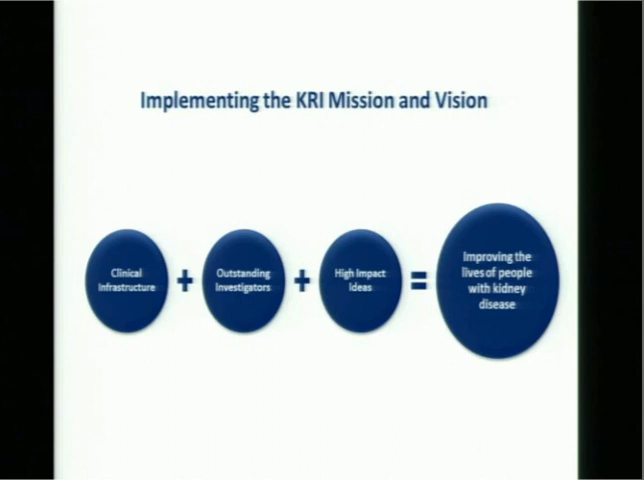 Implementing the KRI Mission and Vision
Clinical
Infrastructure
+
Outstanding
Investigators
+
High Impact
Ideas
=
Improving the
lives of people
with kidney
disease